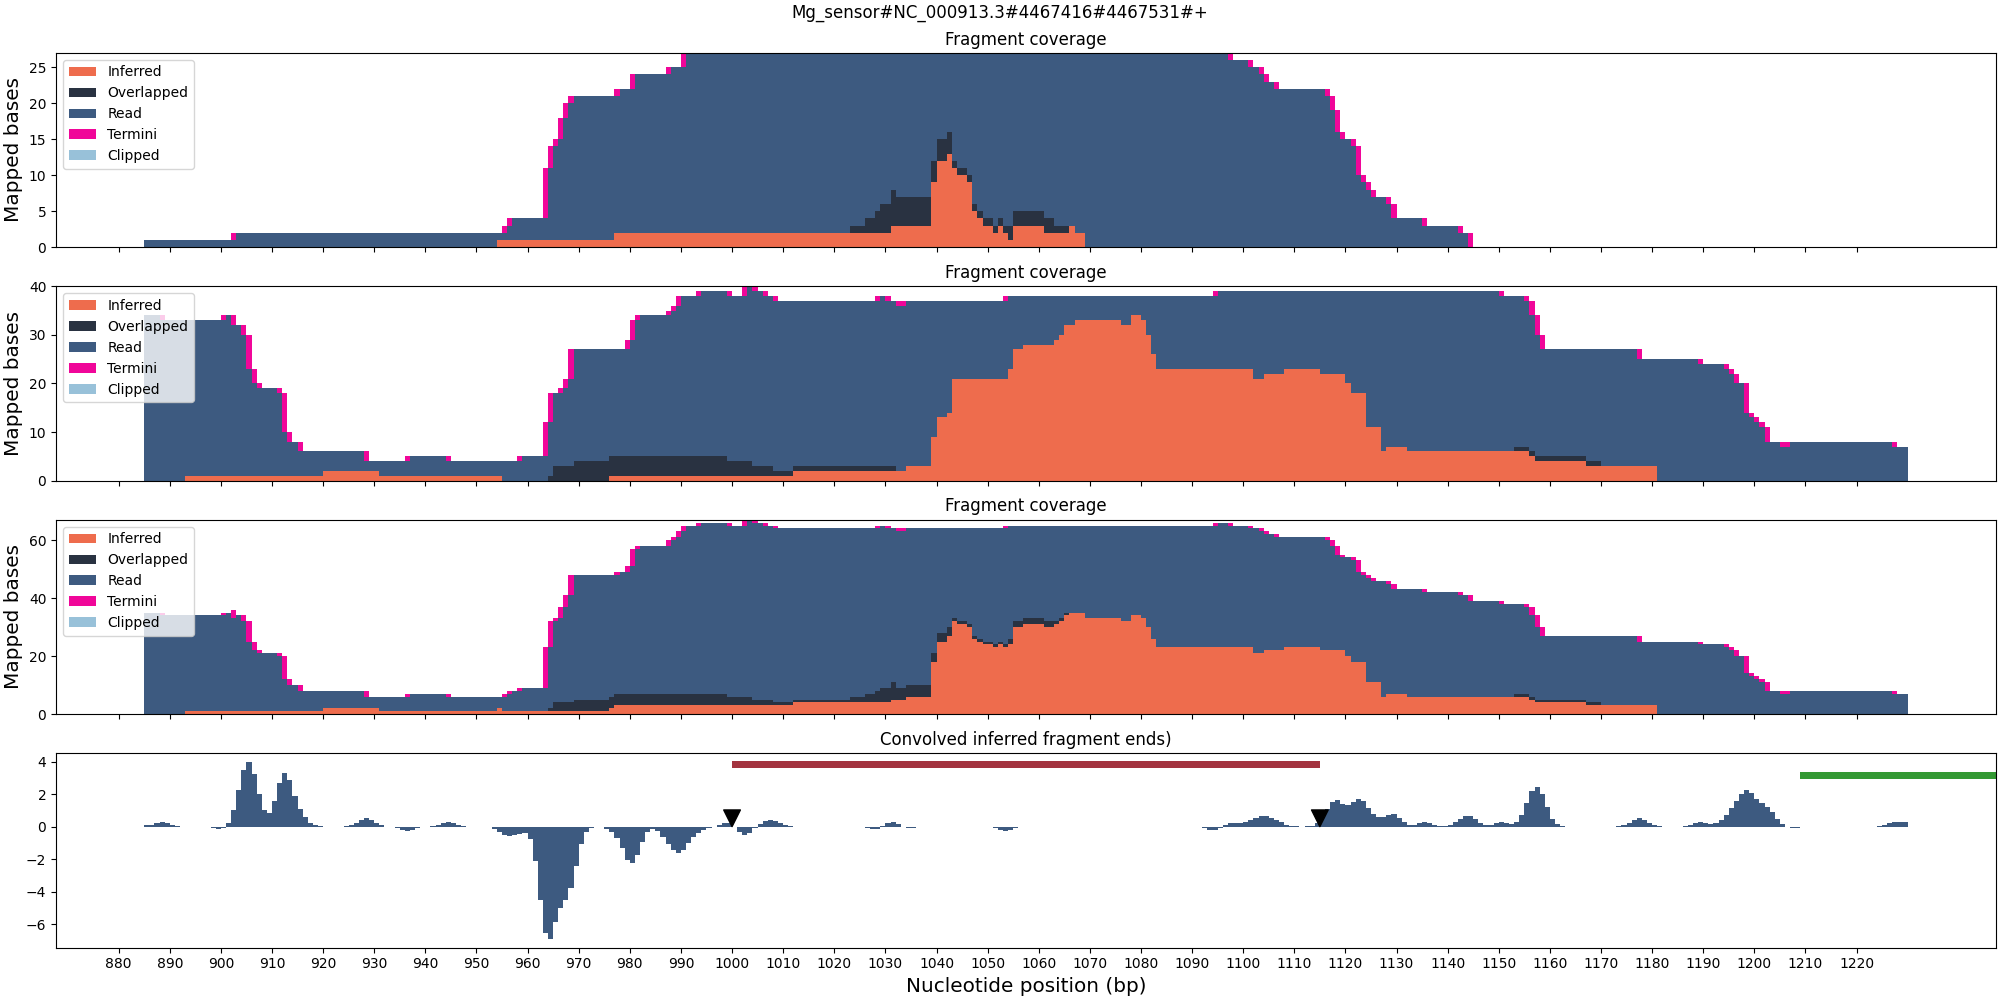 Mg_sensor#NC_000913.3#4467416#4467531#+
Fragment coverage
Mapped bases
25
20
15
10
5
0
Inferred
Overlapped
Read
Termini
Clipped
Fragment coverage
Mapped bases
40
30
20
10
0
Inferred
Overlapped
Read
Termini
Clipped
Fragment coverage
Mapped bases
60
40
20
0
Inferred
Overlapped
Read
Termini
Clipped
Convolved inferred fragment ends)
4
2
0
−2
−4
−6
880 890 900 910 920 930 940 950 960 970 980 990 1000 1010 1020 1030 1040 1050 1060 1070 1080 1090 1100 1110 1120 1130 1140 1150 1160 1170 1180 1190 1200 1210 1220
Nucleotide position (bp)